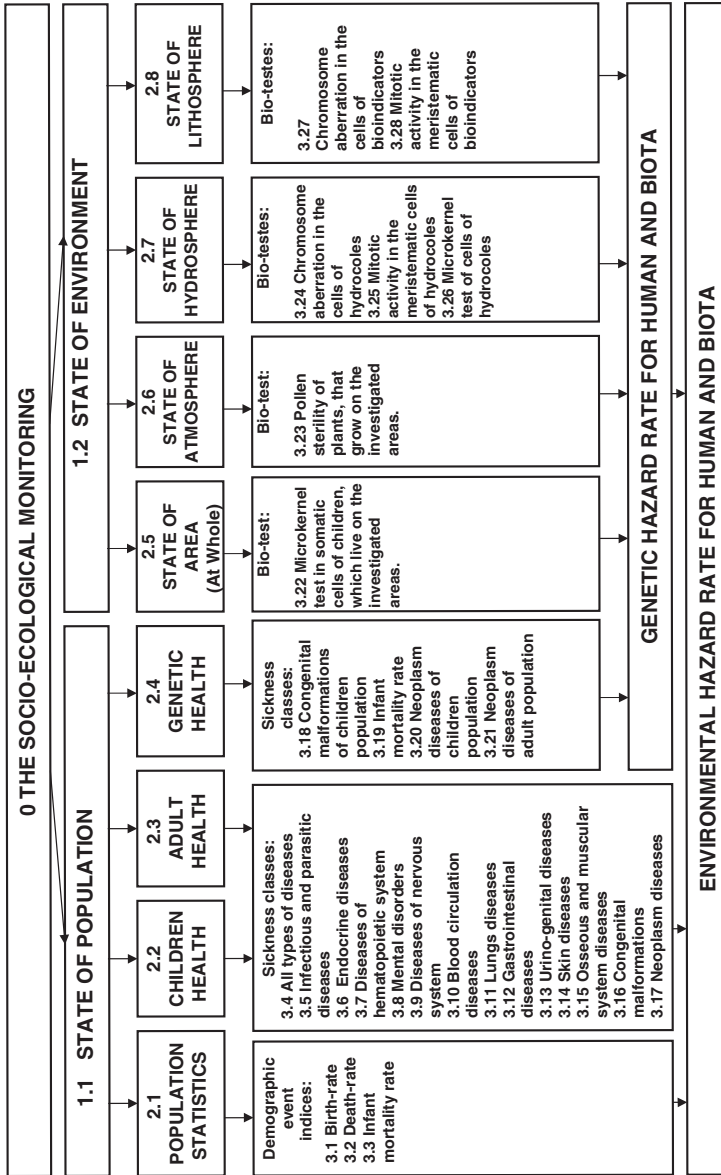 0 THE SOCIO-ECOLOGICAL MONITORING
1.1 STATE OF POPULATION
1.2 STATE OF ENVIRONMENT
2.1
POPULATION
STATISTICS
2.2
CHILDREN
HEALTH
2.3
ADULT
HEALTH
2.4
GENETIC
HEALTH
2.5
STATE OF
AREA
(At Whole)
2.6
STATE OF
ATMOSPHERE
2.7
STATE OF
HYDROSPHERE
2.8
STATE OF
LITHOSPHERE
Demographic
event
indices:
3.1 Birth-rate
3.2 Death-rate
3.3 Infant
mortality rate
Sickness classes:
3.4 All types of diseases
3.5 Infectious and parasitic
diseases
3.6 Endocrine diseases
3.7 Diseases of
hematopoietic system
3.8 Mental disorders
3.9 Diseases of nervous
system
3.10 Blood circulation
diseases
3.11 Lungs diseases
3.12 Gastrointestinal
diseases
3.13 Urino-genital diseases
3.14 Skin diseases
3.15 Osseous and muscular
system diseases
3.16 Congenital
malformations
3.17 Neoplasm diseases
Sickness
classes:
3.18 Congenital
malformations
of children
population
3.19 Infant
mortality rate
3.20 Neoplasm
diseases of
children
population
3.21 Neoplasm
diseases of
adult population
Bio-test:
3.22 Microkernel
test in somatic
cells of children,
which live on the
investigated
areas.
Bio-test:
3.23 Pollen
sterility of
plants, that
grow on the
investigated
areas.
Bio-testes:
3.24 Chromosome
aberration in the
cells of
hydrocoles
3.25 Mitotic
activity in the
meristematic cells
of hydrocoles
3.26 Microkernel
test of cells of
hydrocoles
Bio-testes:
3.27
Chromosome
aberration in the
cells of
bioindicators
3.28 Mitotic
activity in the
meristematic
cells of
bioindicators
GENETIC HAZARD RATE FOR HUMAN AND BIOTA
ENVIRONMENTAL HAZARD RATE FOR HUMAN AND BIOTA